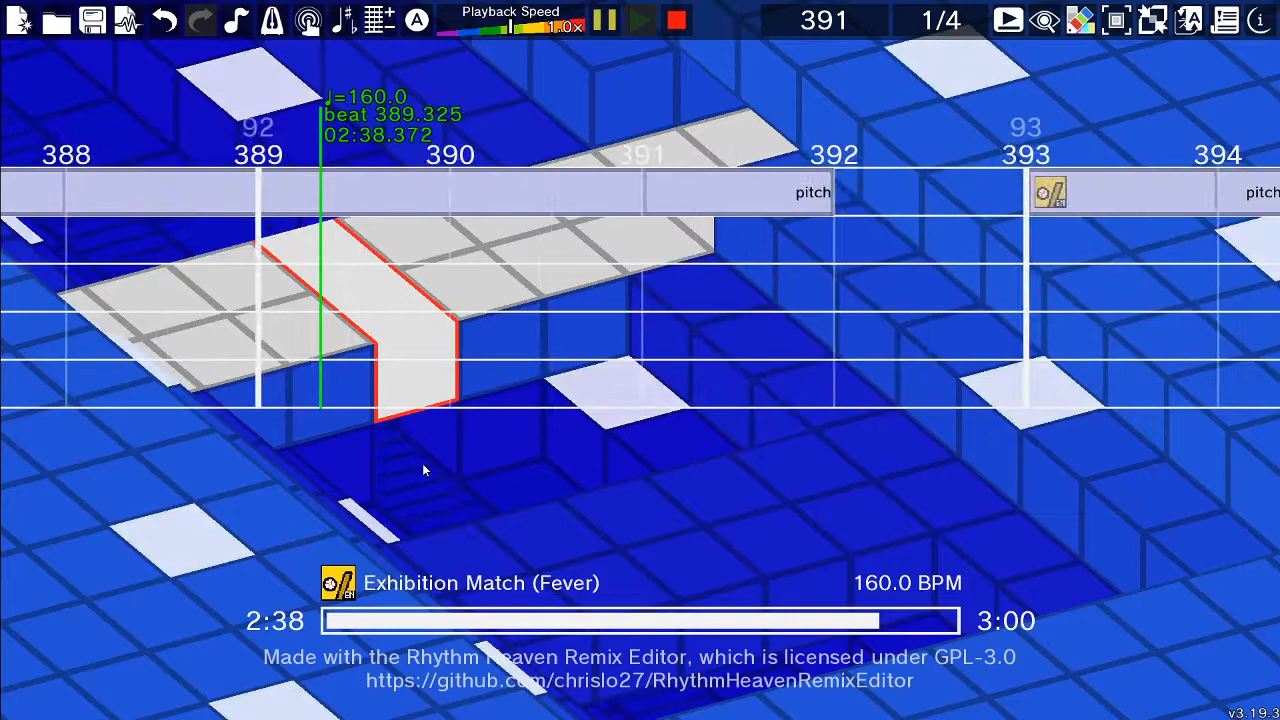 Playback Speed
1.0x
391
1/4
A
♩=160.0
beat 389.325
02:38.372
92
93
388
389
390
391
392
393
394
pitch
EN
pitch
EN
Exhibition Match (Fever)
160.0 BPM
2:38
3:00
Made with the Rhythm Heaven Remix Editor, which is licensed under GPL-3.0
https://github.com/chrislo27/RhythmHeavenRemixEditor
v3.19.3